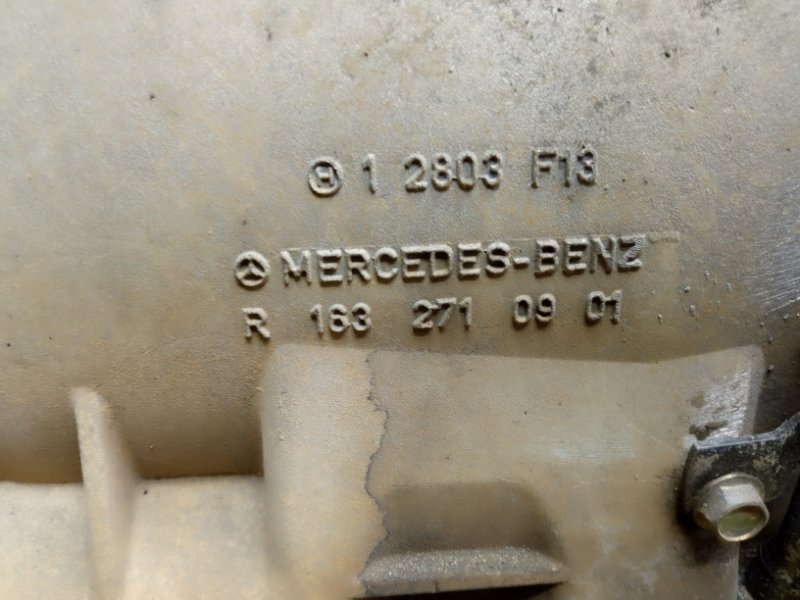 H 1 2803 F13
MERCEDES-BENZ
R 163 271 09 01